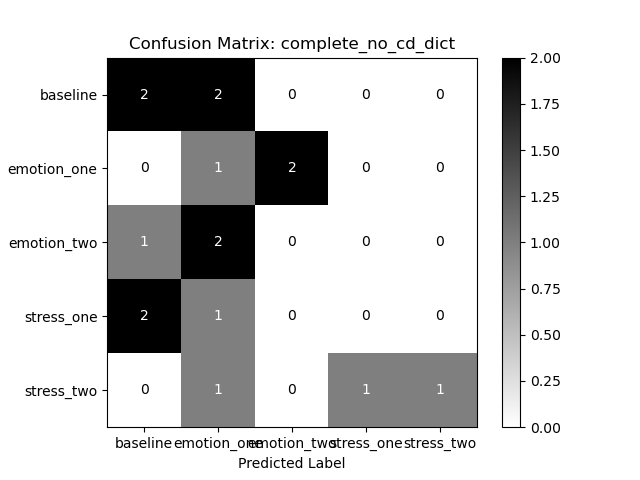 Confusion Matrix: complete_no_cd_dict
baseline 2 2 0 0 0
emotion_one 0 1 2 0 0
emotion_two 1 2 0 0 0
stress_one 2 1 0 0 0
stress_two 0 1 0 1 1
baseline emotion_one emotion_two stress_one stress_two
Predicted Label
2.00
1.75
1.50
1.25
1.00
0.75
0.50
0.25
0.00